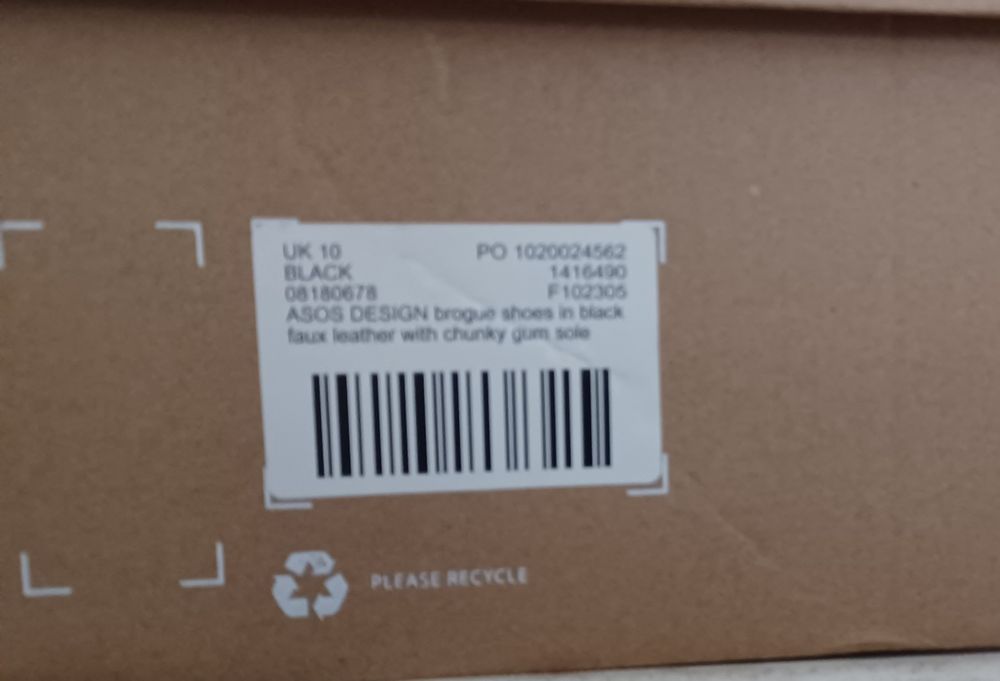 UK 10 PO 1020024562
BLACK 1416490
08180678 F102305
ASOS DESIGN brogue shoes in black
faux leather with chunky gum sole
PLEASE RECYCLE